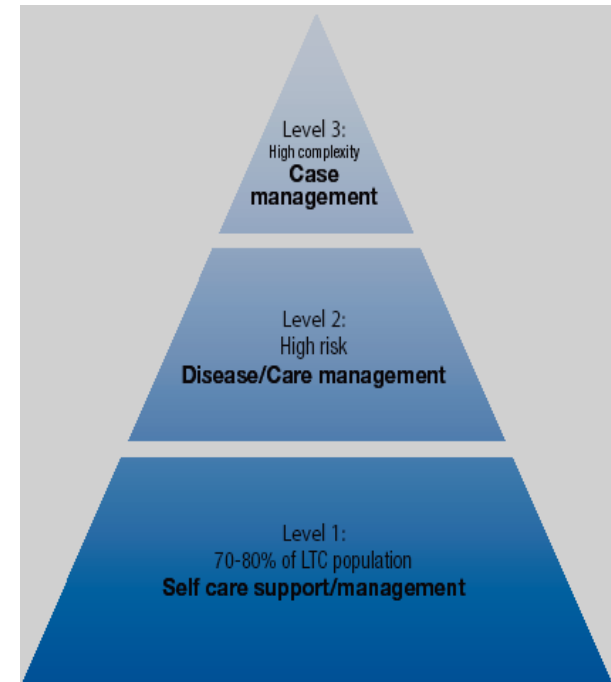 Level 3:
High complexity
Case
management
Level 2:
High risk
Disease/Care management
Level 1:
70-80% of LTC population
Self care support/management